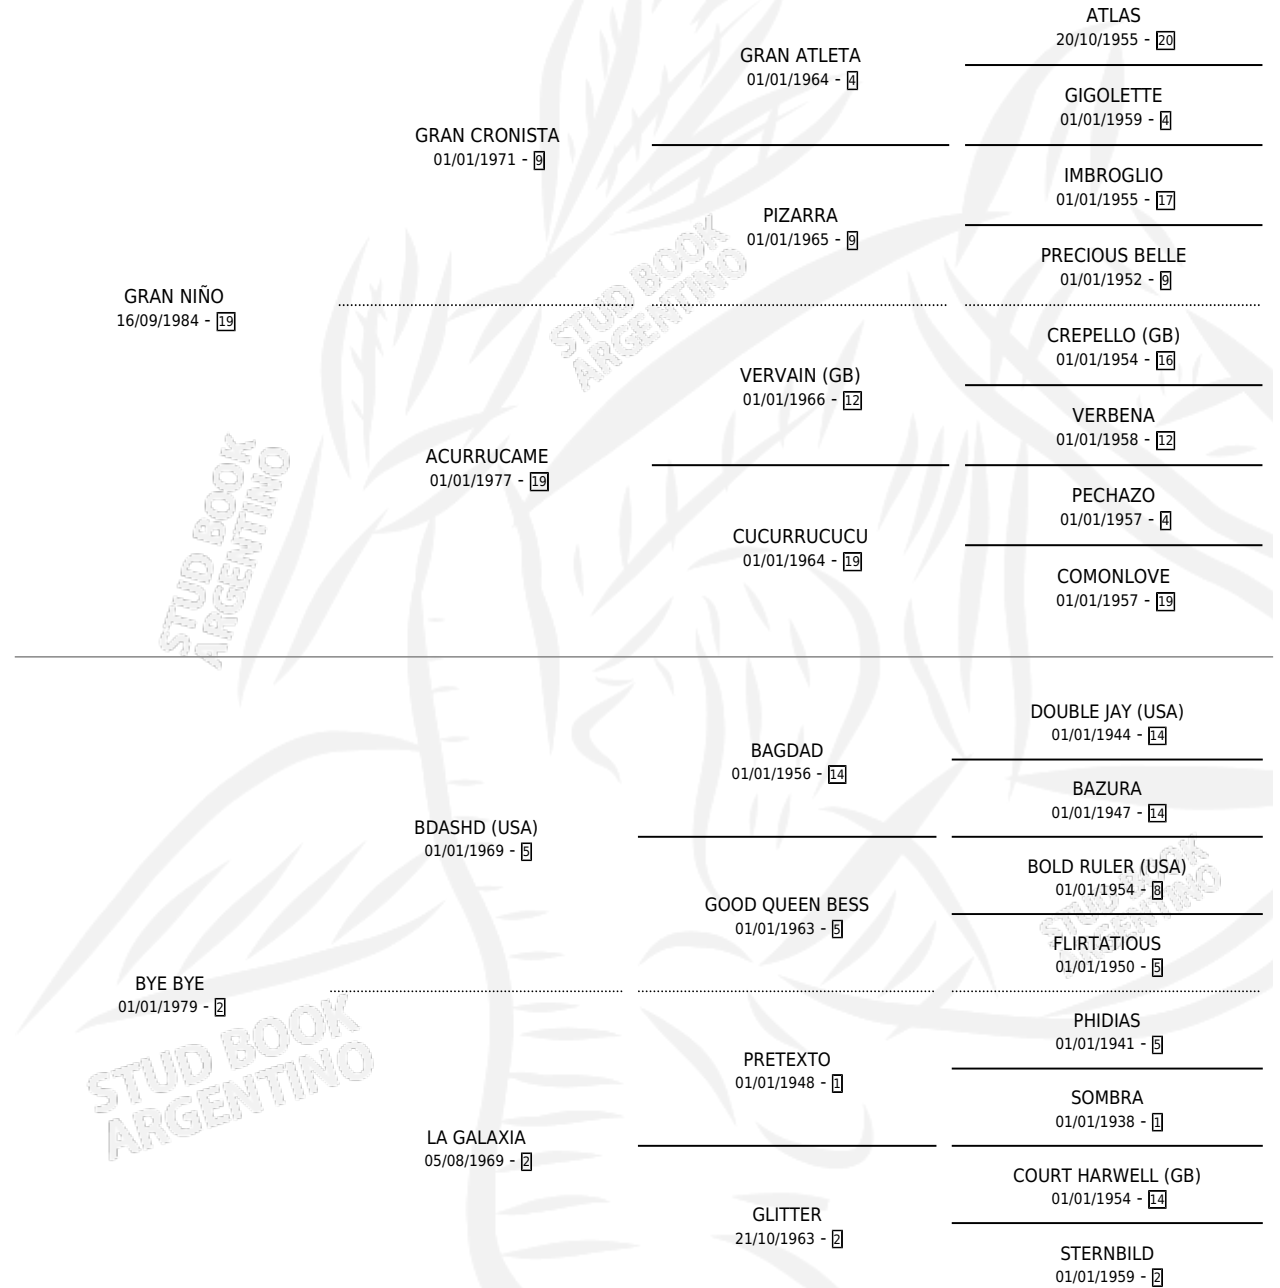 ATLAS
20/10/1955 - 20
GRAN ATLETA
01/01/1964 - 4
GIGOLETTE
01/01/1959 - 4
GRAN CRONISTA
01/01/1971 - 9
IMBROGLIO
01/01/1955 - 17
PIZARRA
01/01/1965 - 9
PRECIOUS BELLE
01/01/1952 - 9
GRAN NIÑO
16/09/1984 - 19
CREPELLO (GB)
01/01/1954 - 16
VERVAIN (GB)
01/01/1966 - 12
VERBENA
01/01/1958 - 12
ACURRUCAME
01/01/1977 - 19
PECHAZO
01/01/1957 - 4
CUCURRUCUCU
01/01/1964 - 19
COMONLOVE
01/01/1957 - 19
DOUBLE JAY (USA)
01/01/1944 - 14
BAGDAD
01/01/1956 - 14
BAZURA
01/01/1947 - 14
BDASHD (USA)
01/01/1969 - 5
BOLD RULER (USA)
01/01/1954 - 8
GOOD QUEEN BESS
01/01/1963 - 5
FLIRTATIOUS
01/01/1950 - 5
BYE BYE
01/01/1979 - 2
PHIDIAS
01/01/1941 - 5
PRETEXTO
01/01/1948 - 1
SOMBRA
01/01/1938 - 1
LA GALAXIA
05/08/1969 - 2
COURT HARWELL (GB)
01/01/1954 - 14
GLITTER
21/10/1963 - 2
STERNBILD
01/01/1959 - 2
STUD BOOK
ARGENTINO
STUD BOOK
ARGENTINO
STUD BOOK
ARGENTINO
STUD BOOK
ARGENTINO